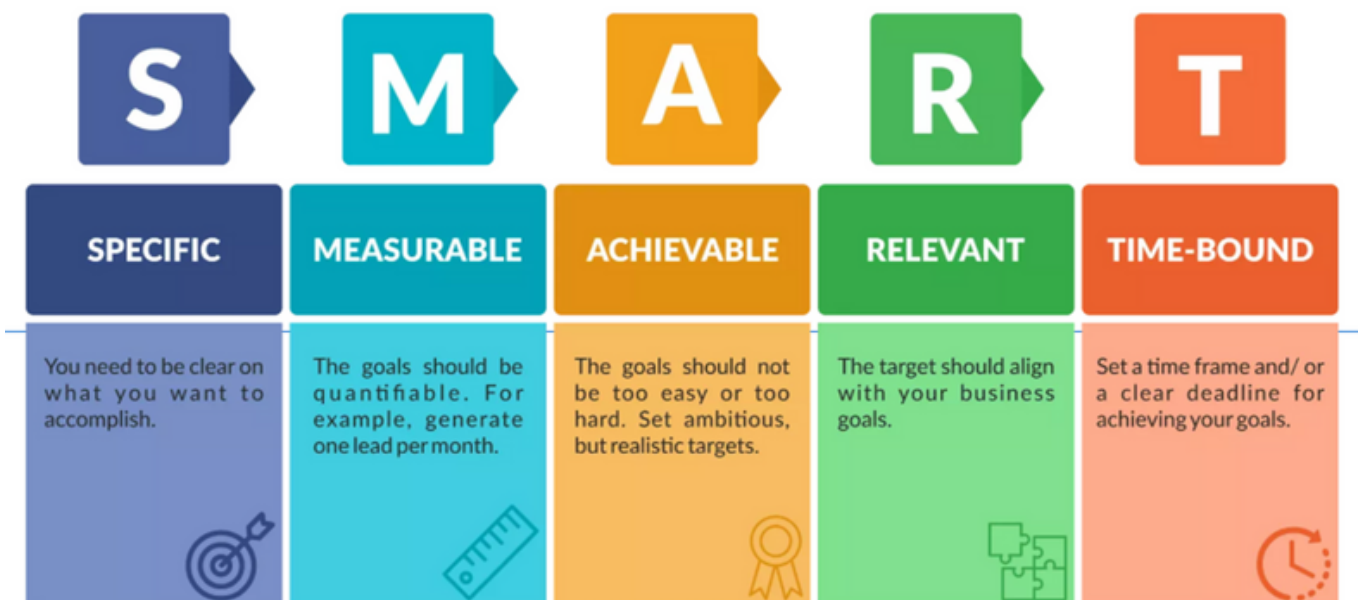 S
M
A
R
T
SPECIFIC
MEASURABLE
ACHIEVABLE
RELEVANT
TIME-BOUND
You need to be clear on
what you want to
accomplish.
The goals should be
quantifiable. For
example, generate
one lead per month.
The goals should not
be too easy or too
hard. Set ambitious,
but realistic targets.
The target should align
with your business
goals.
Set a time frame and/ or
a clear deadline for
achieving your goals.